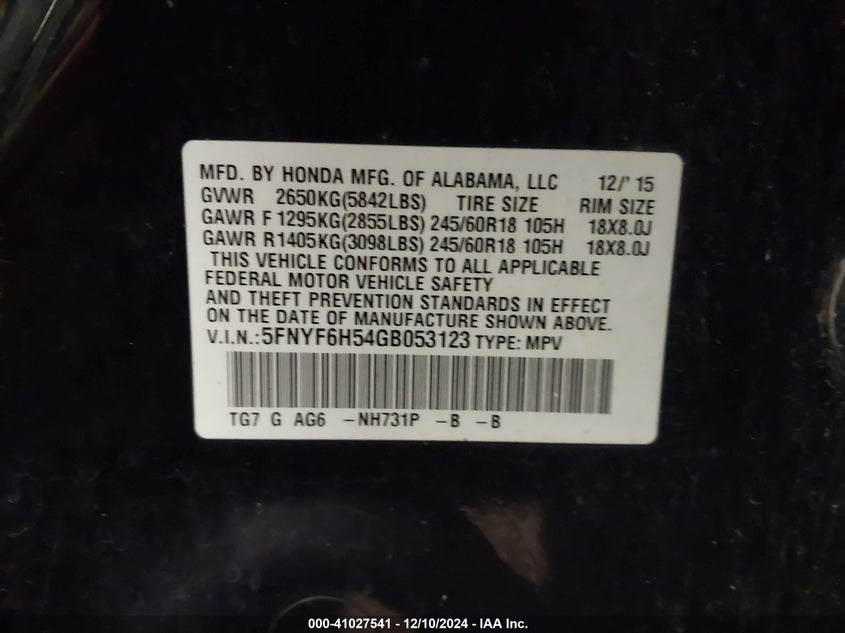 MFD. BY HONDA MFG. OF ALABAMA, LLC 12/' 15
GVWR 2650KG(5842LBS) TIRE SIZE RIM SIZE
GAWR F 1295KG(2855LBS) 245/60R18 105H 18X8.0J
GAWR R1405KG(3098LBS) 245/60R18 105H 18X8.0J
THIS VEHICLE CONFORMS TO ALL APPLICABLE
FEDERAL MOTOR VEHICLE SAFETY
AND THEFT PREVENTION STANDARDS IN EFFECT
ON THE DATE OF MANUFACTURE SHOWN ABOVE.
V.I.N.:5FNYF6H54GB053123 TYPE: MPV
TG7 G AG6 -NH731P -B -B
000-41027541 - 12/10/2024 - IAA Inc.